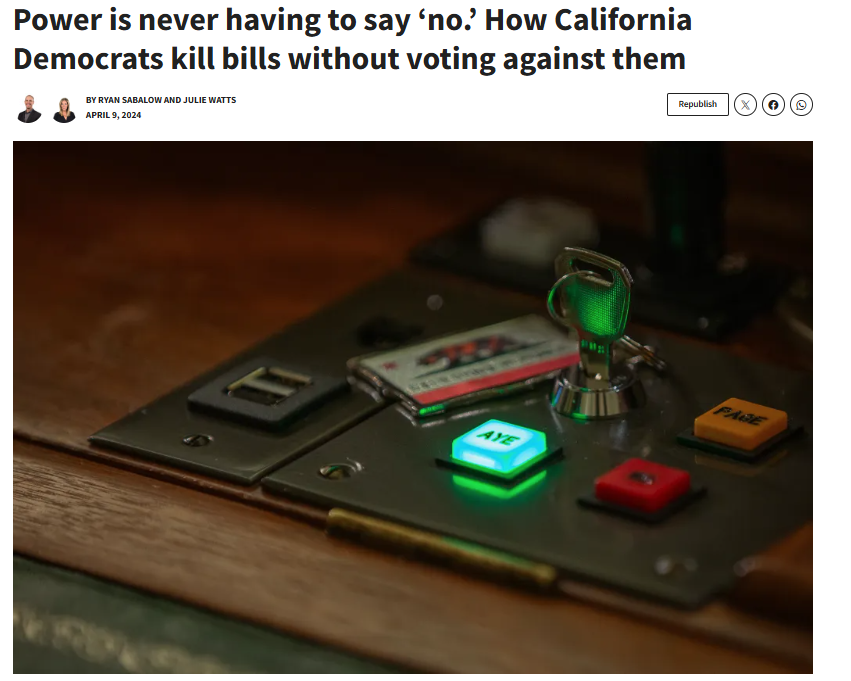 Power is never having to say ‘no.’ How California
Democrats kill bills without voting against them
BY RYAN SABALOW AND JULIE WATTS
APRIL 9, 2024
Republish
AYE
PAGE